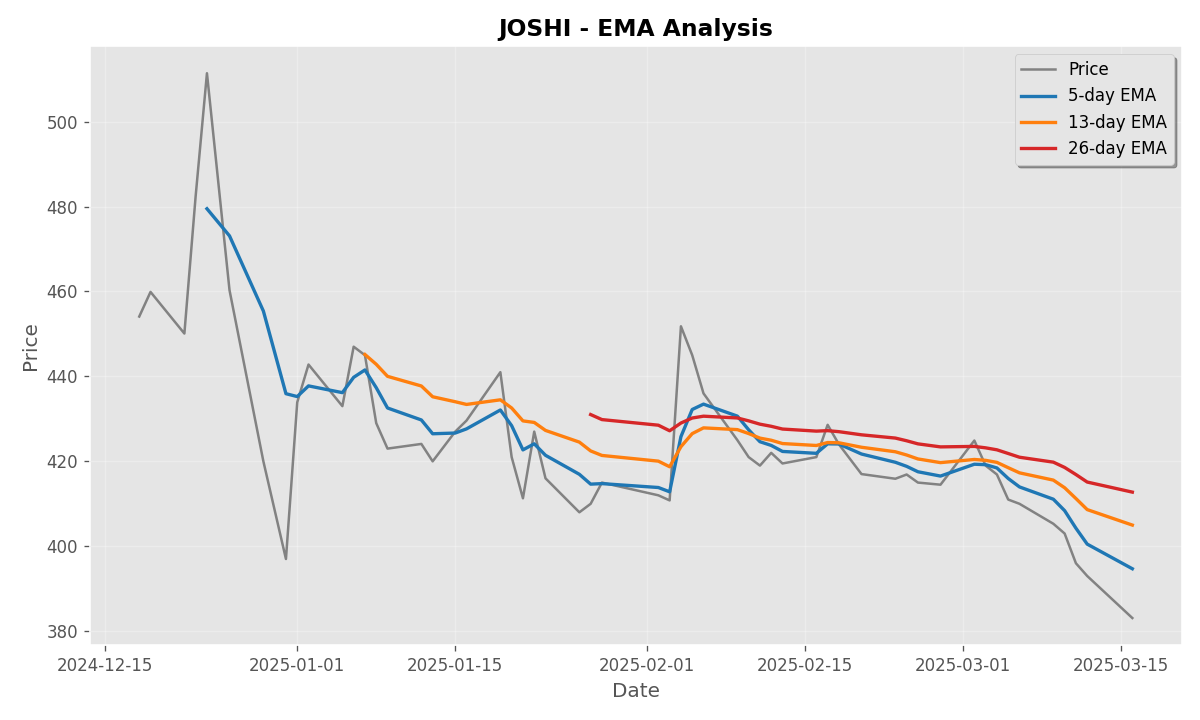 JOSHI - EMA Analysis
Price
5-day EMA
13-day EMA
26-day EMA
Price
500
480
460
440
420
400
380
2024-12-15
2025-01-01
2025-01-15
2025-02-01
2025-02-15
2025-03-01
2025-03-15
Date